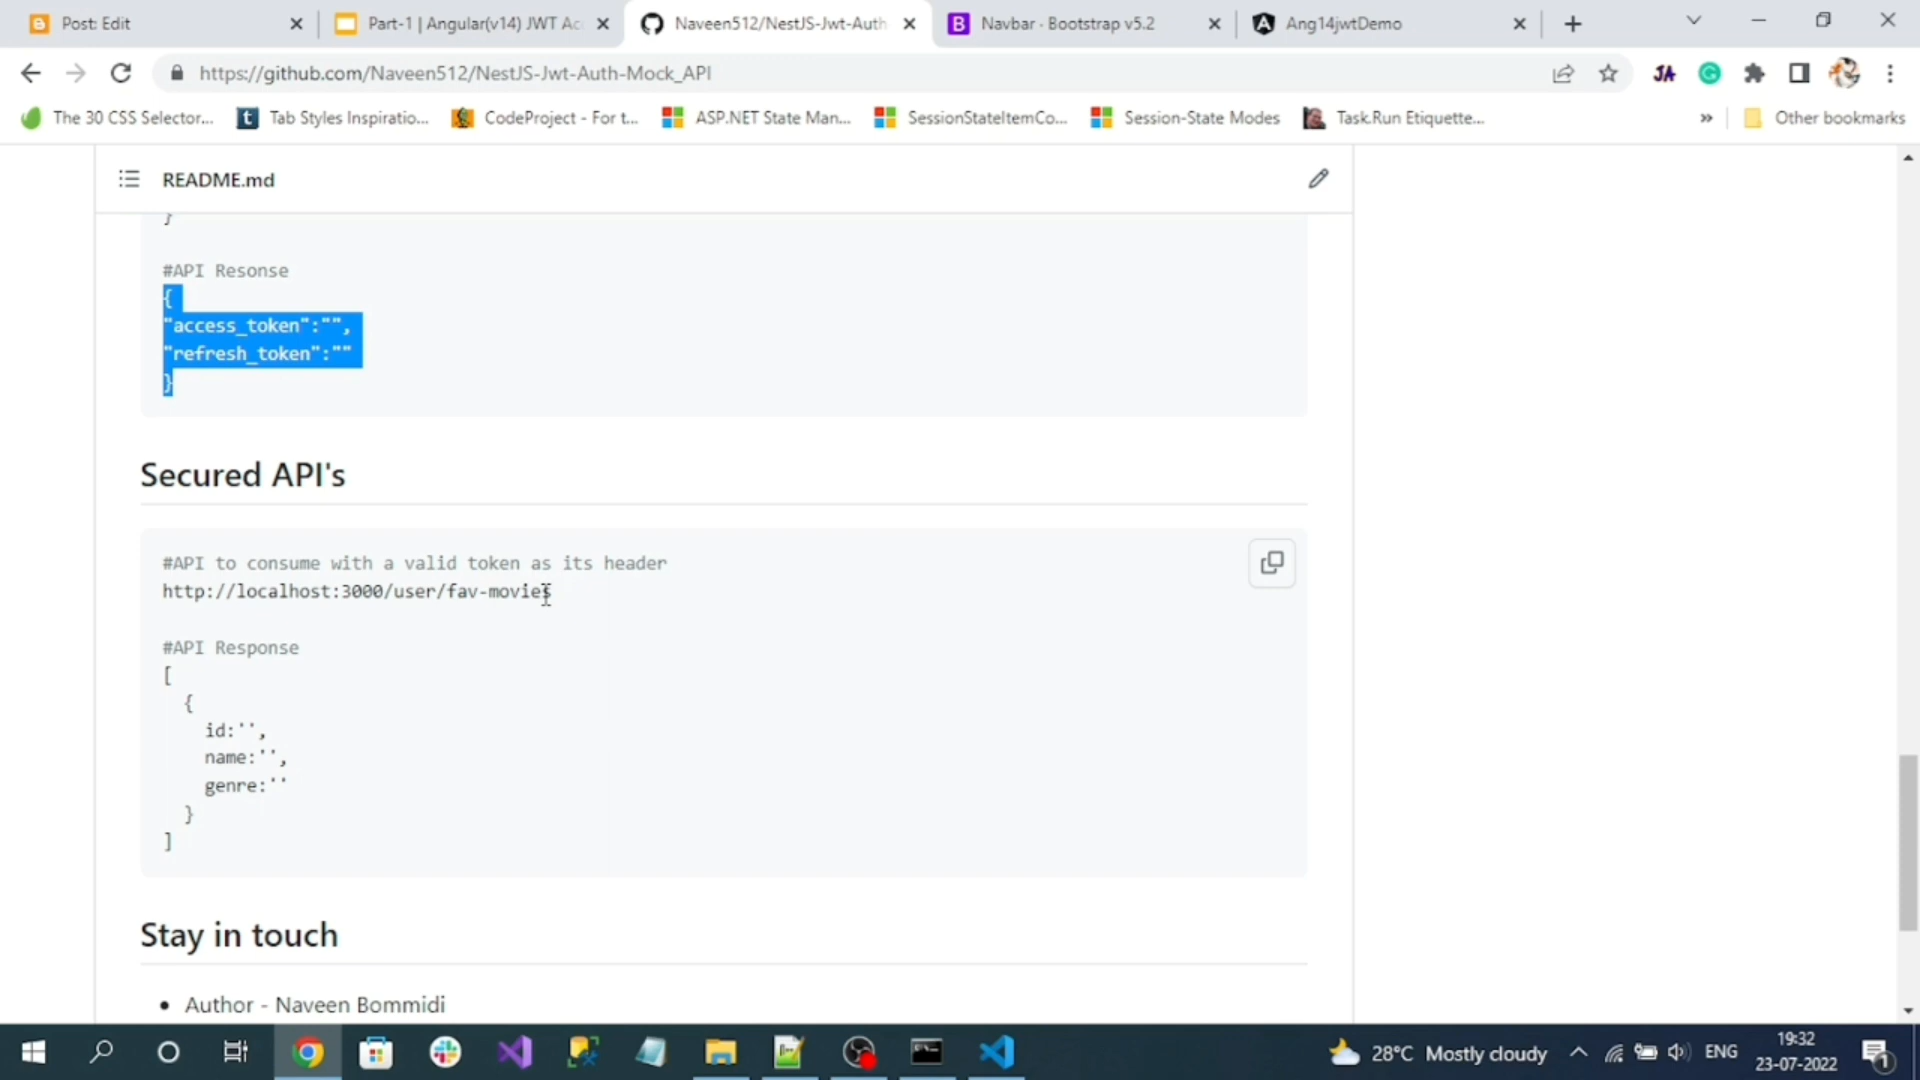 Post: Edit
Part-1 | Angular(v14) JWT Ac
Naveen512/NestJS-Jwt-Auth
Navbar · Bootstrap v5.2
Ang14jwtDemo
https://github.com/Naveen512/NestJS-Jwt-Auth-Mock_API
The 30 CSS Selector...
Tab Styles Inspiratio...
CodeProject - For t...
ASP.NET State Man...
SessionStateItemCo...
Session-State Modes
Task.Run Etiquette...
»
Other bookmarks
README.md
}
#API Resonse
{
"access_token":"",
"refresh_token":""
}
Secured API's
#API to consume with a valid token as its header
http://localhost:3000/user/fav-movies
#API Response
[
{
id:'',
name:'',
genre:''
}
]
Stay in touch
• Author - Naveen Bommidi
28°C Mostly cloudy
ENG
19:32
23-07-2022
1